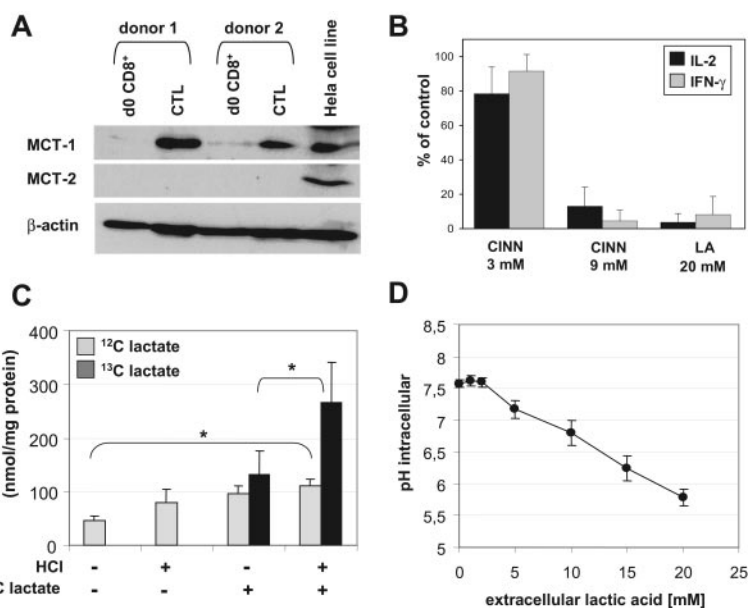 A
donor 1 donor 2
d0 CD8+
CTL
d0 CD8+
CTL
Hela cell line
MCT-1
MCT-2
β-actin
B
% of control
100
80
60
40
20
0
IL-2
IFN-γ
CINN CINN LA
3 mM 9 mM 20 mM
C
(nmol/mg protein)
400
300
200
100
0
12C lactate
13C lactate
*
*
HCl - + - +
C lactate - - + +
D
pH intracellular
8,5
8
7,5
7
6,5
6
5,5
5
0 5 10 15 20 25
extracellular lactic acid [mM]